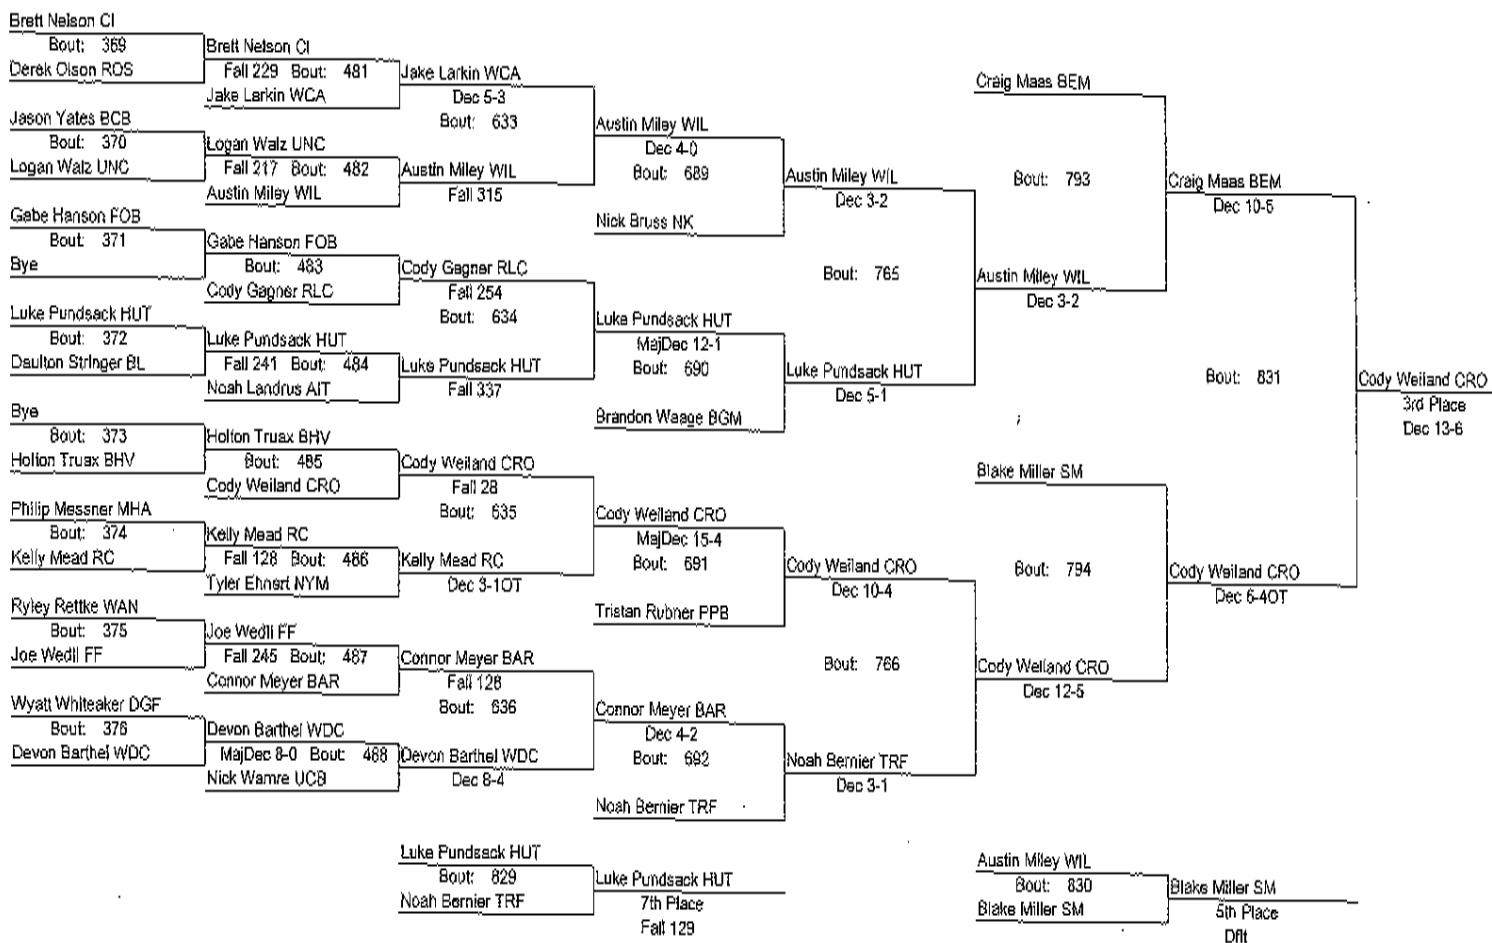 Brett Nelson CI
Bout: 369
Derek Olson ROS
Jason Yates BCB
Bout: 370
Logan Walz UNC
Gabe Hanson FOB
Bout: 371
Bye
Luke Pundsack HUT
Bout: 372
Daulton Stringer BL
Bye
Bout: 373
Holton Truax BHV
Philip Messner MHA
Bout: 374
Kelly Mead RC
Ryley Rettke WAN
Bout: 375
Joe Wedll FF
Wyatt Whiteaker DGF
Bout: 376
Devon Barthel WDC
Brett Nelson CI
Fall 229 Bout: 481
Jake Larkin WCA
Logan Walz UNC
Fall 217 Bout: 482
Austin Miley WIL
Gabe Hanson FOB
Bout: 483
Cody Gagner RLC
Luke Pundsack HUT
Fall 241 Bout: 484
Noah Landrus AIT
Holton Truax BHV
Bout: 485
Cody Weiland CRO
Kelly Mead RC
Fall 128 Bout: 486
Tyler Ehnert NYM
Joe Wedll FF
Fall 245 Bout: 487
Connor Meyer BAR
Devon Barthel WDC
MajDec 8-0 Bout: 488
Nick Wamre UCB
Jake Larkin WCA
Dec 5-3
Bout: 633
Austin Miley WIL
Fall 315
Cody Gagner RLC
Fall 254
Bout: 634
Luke Pundsack HUT
Fall 337
Cody Weiland CRO
Fall 28
Bout: 635
Kelly Mead RC
Dec 3-1OT
Connor Meyer BAR
Fall 126
Bout: 636
Devon Barthel WDC
Dec 8-4
Austin Miley WIL
Dec 4-0
Bout: 689
Nick Bruss NK
Luke Pundsack HUT
MajDec 12-1
Bout: 690
Brandon Waage BGM
Cody Weiland CRO
MajDec 15-4
Bout: 691
Tristan Rubner PPB
Connor Meyer BAR
Dec 4-2
Bout: 692
Noah Bernier TRF
Austin Miley WIL
Dec 3-2
Bout: 765
Luke Pundsack HUT
Dec 5-1
Cody Weiland CRO
Dec 10-4
Bout: 766
Noah Bernier TRF
Dec 3-1
Craig Maas BEM
Bout: 793
Austin Miley WIL
Dec 3-2
Blake Miller SM
Bout: 794
Cody Weiland CRO
Dec 12-5
Craig Maas BEM
Dec 10-5
Bout: 831
Cody Weiland CRO
Dec 6-4OT
Cody Weiland CRO
3rd Place
Dec 13-6
Luke Pundsack HUT
Bout: 829
Noah Bernier TRF
Luke Pundsack HUT
7th Place
Fall 129
Austin Miley WIL
Bout: 830
Blake Miller SM
Blake Miller SM
5th Place
Dflt